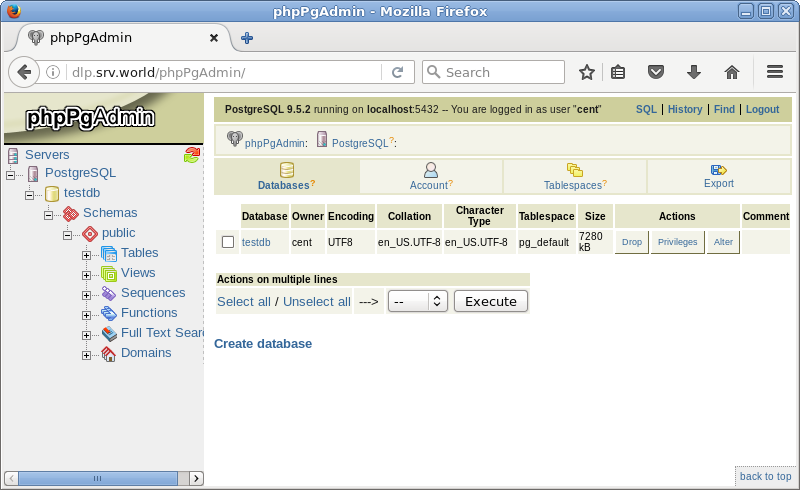 phpPgAdmin - Mozilla Firefox
phpPgAdmin
dlp.srv.world/phpPgAdmin/
Search
phpPgAdmin
Servers
PostgreSQL
testdb
Schemas
public
Tables
Views
Sequences
Functions
Full Text Sear
Domains
PostgreSQL 9.5.2 running on localhost:5432 -- You are logged in as user "cent"
SQL | History | Find | Logout
phpPgAdmin: PostgreSQL?:
Databases? Account? Tablespaces? Export
Database Owner Encoding Collation Character Type Tablespace Size Actions Comment
testdb cent UTF8 en_US.UTF-8 en_US.UTF-8 pg_default 7280 kB Drop Privileges Alter
Actions on multiple lines
Select all / Unselect all ---> -- Execute
Create database
back to top